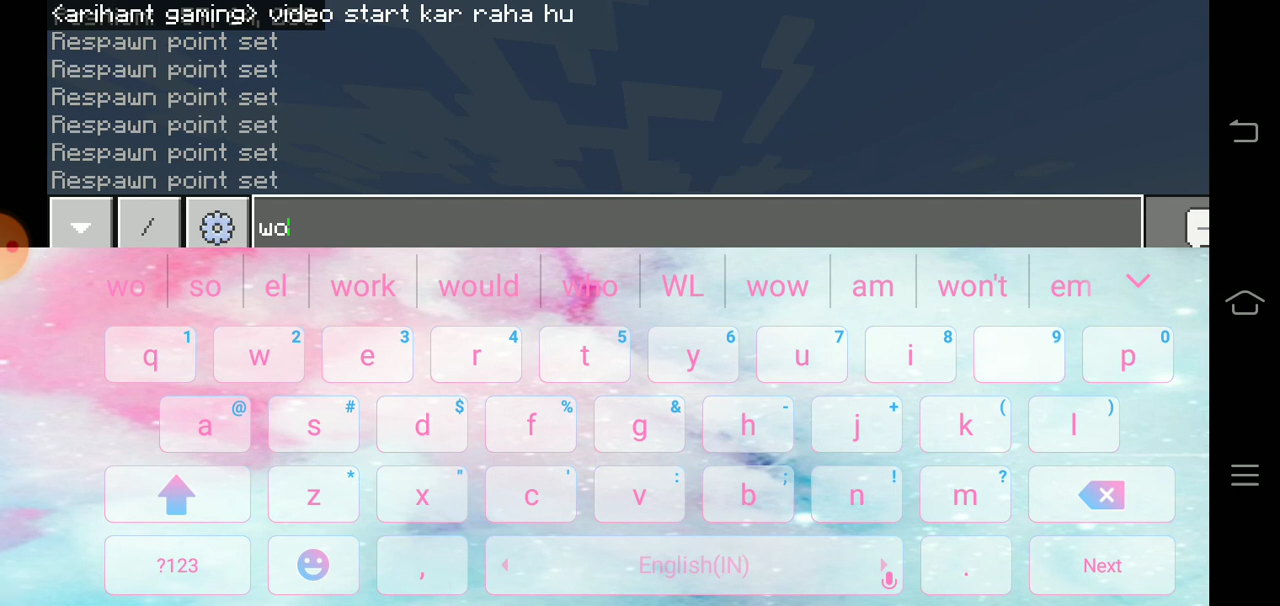 <arihant gaming> video start kar raha hu
Respawn point set
Respawn point set
Respawn point set
Respawn point set
Respawn point set
Respawn point set
/ wo
wo so el work would who WL wow am won't em
q 1 w 2 e 3 r 4 t 5 y 6 u 7 i 8 9 p 0
a @ s # d $ f % g & h - j + k ( l )
z * x " c ' v : b ; n ! m ?
?123 , English(IN) . Next